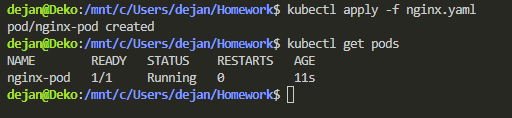 dejan@Deko:/mnt/c/Users/dejan/Homework$ kubectl apply -f nginx.yaml
pod/nginx-pod created
dejan@Deko:/mnt/c/Users/dejan/Homework$ kubectl get pods
NAME        READY   STATUS    RESTARTS   AGE
nginx-pod   1/1     Running   0          11s
dejan@Deko:/mnt/c/Users/dejan/Homework$